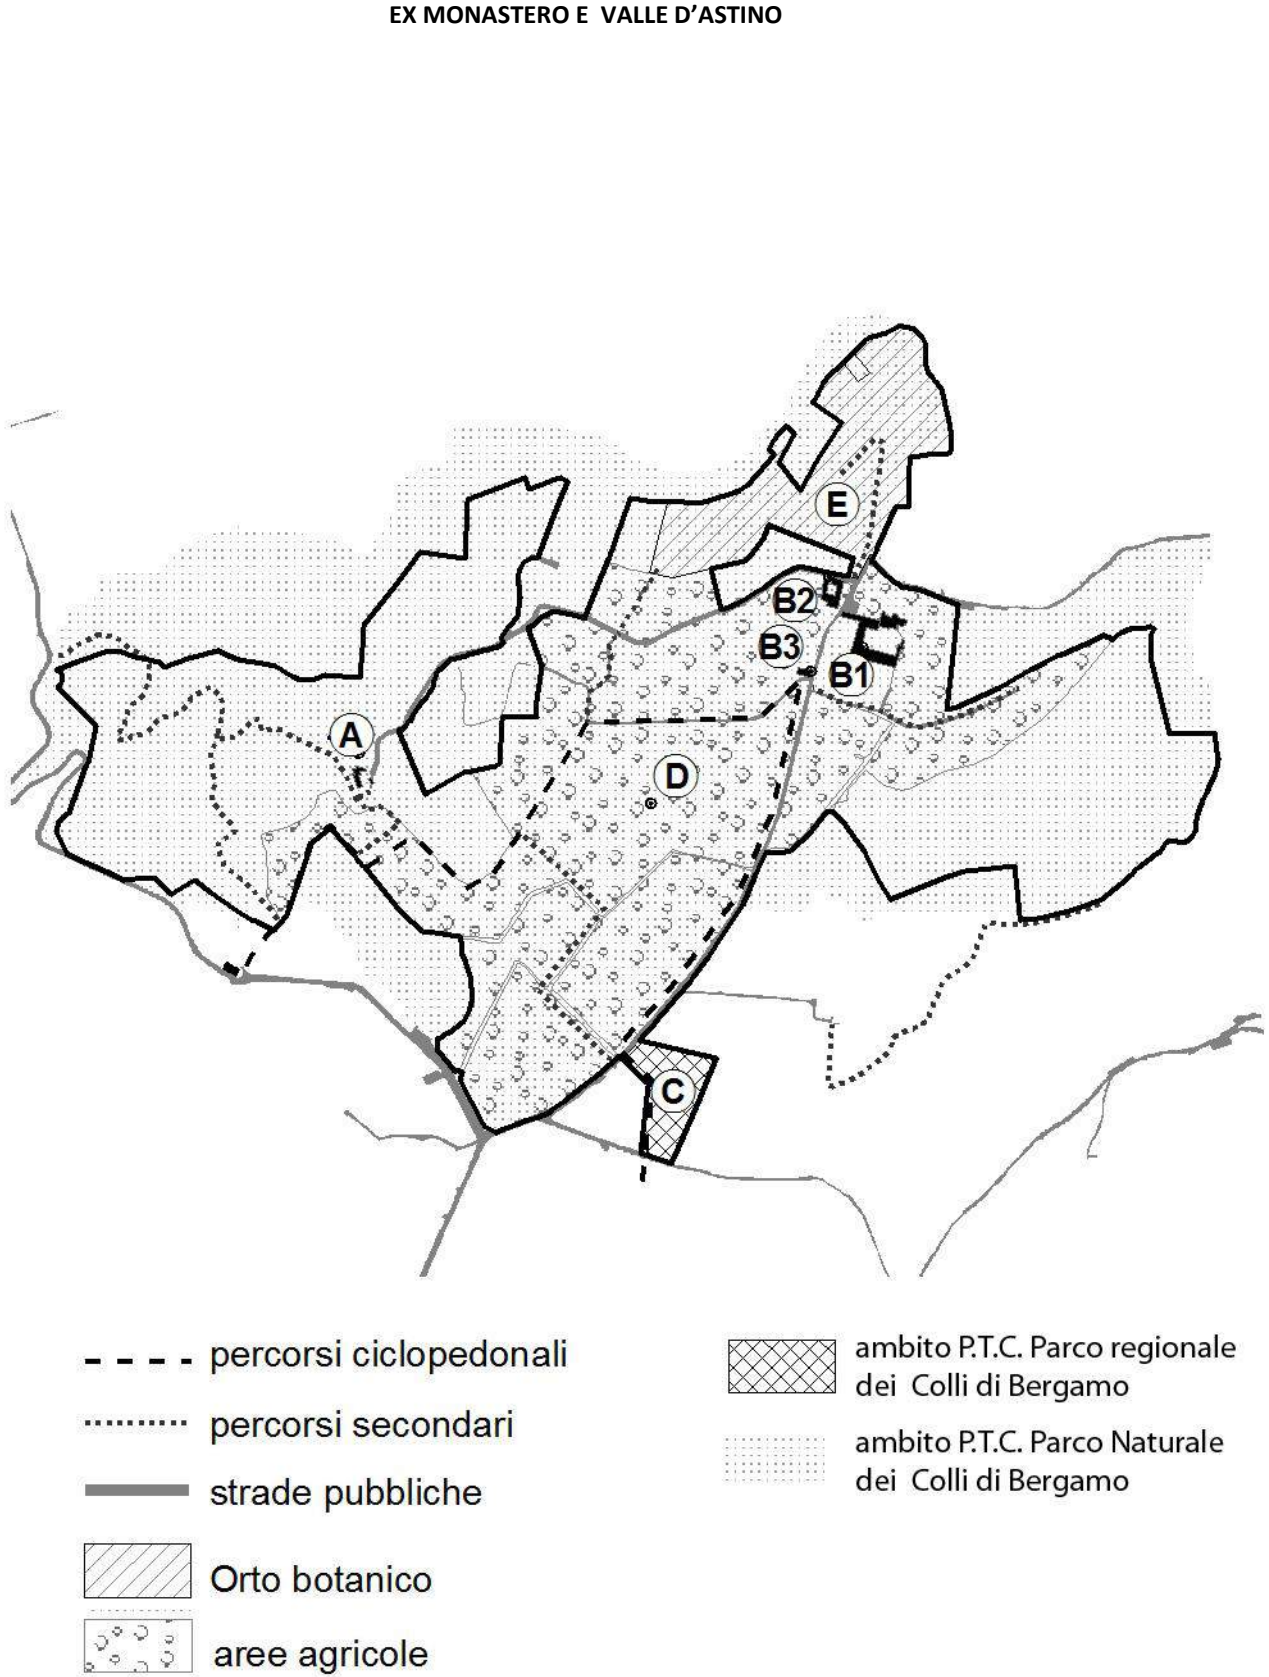 EX MONASTERO E VALLE D'ASTINO
E
B2
B3
B1
A
D
C
percorsi ciclopedonali
percorsi secondari
strade pubbliche
Orto botanico
aree agricole
ambito P.T.C. Parco regionale
dei Colli di Bergamo
ambito P.T.C. Parco Naturale
dei Colli di Bergamo